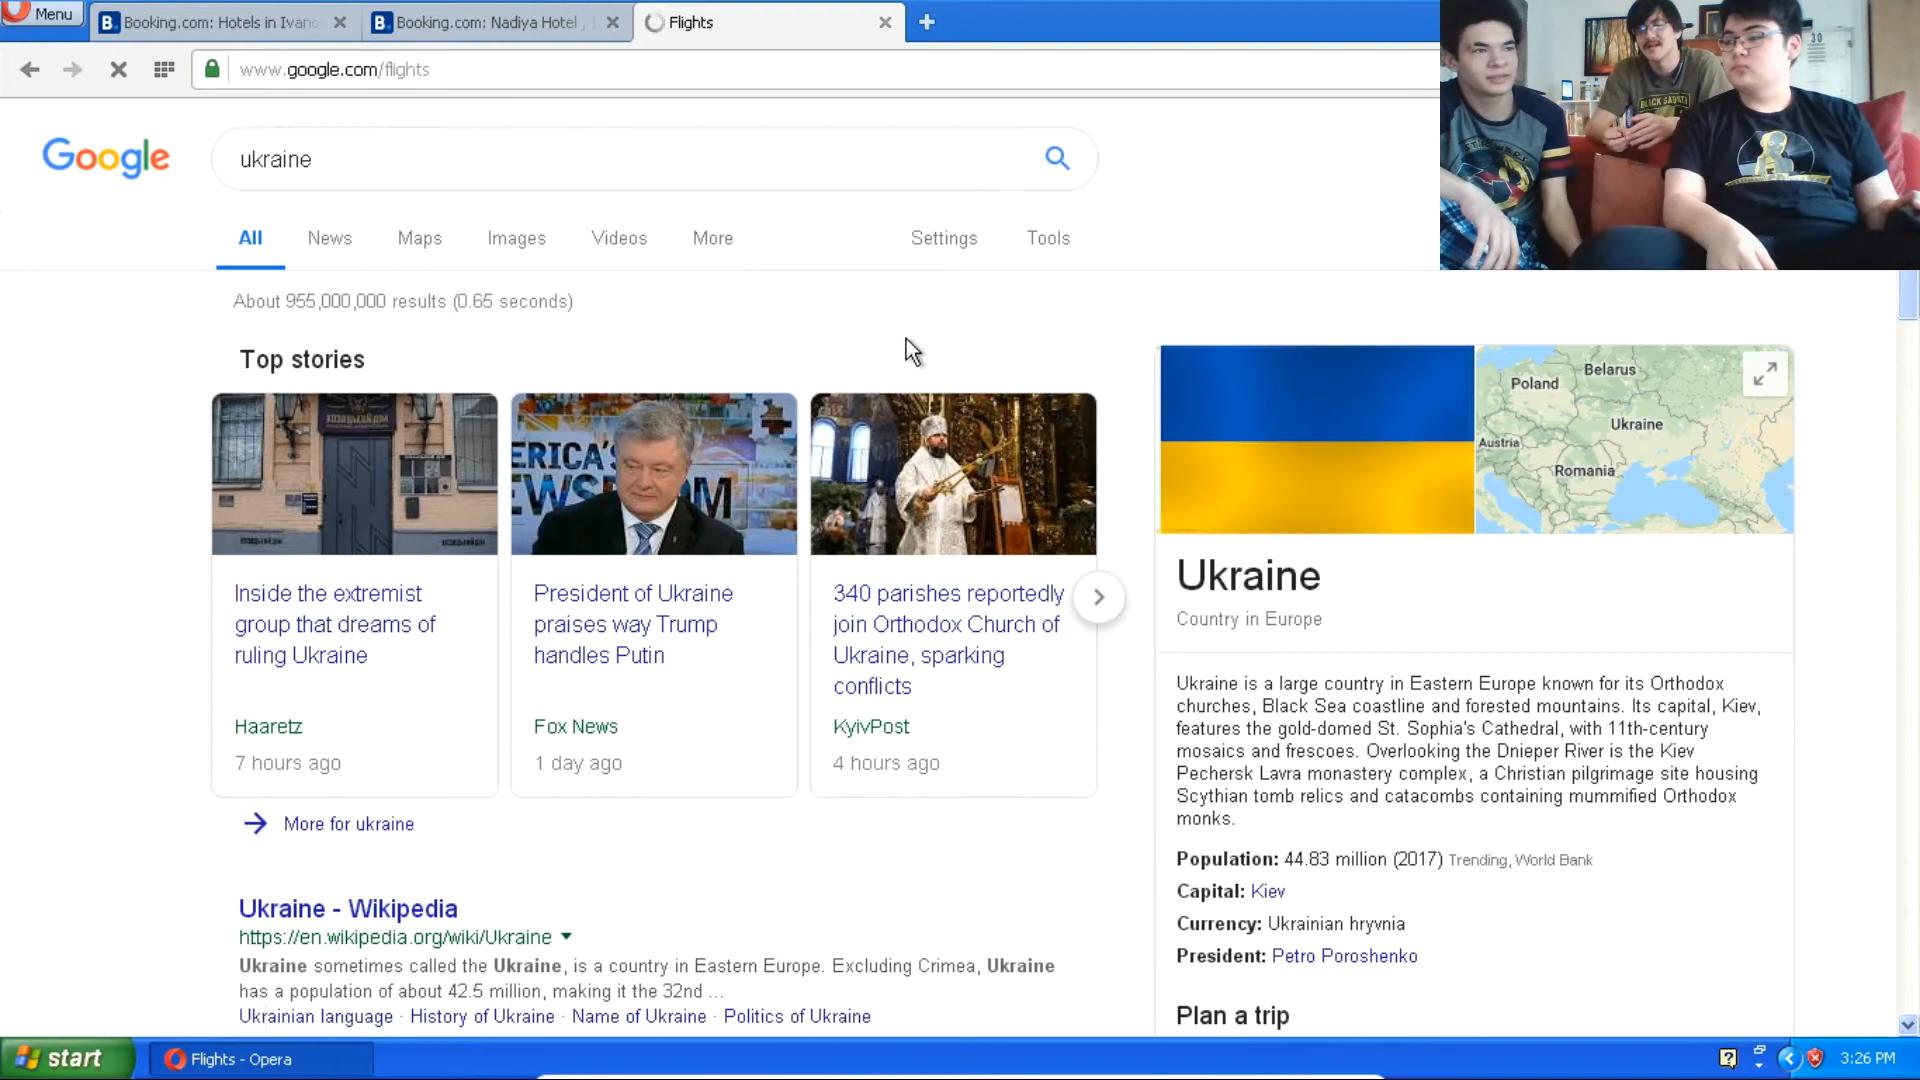 Menu
Booking.com: Hotels in Ivano
Booking.com: Nadiya Hotel ,
Flights
www.google.com/flights
30
BLACK SABBATH
Google
ukraine
All
News
Maps
Images
Videos
More
Settings
Tools
About 955,000,000 results (0.65 seconds)
Top stories
ERICA'S
EWSR
M
Inside the extremist
group that dreams of
ruling Ukraine
Haaretz
7 hours ago
President of Ukraine
praises way Trump
handles Putin
Fox News
1 day ago
340 parishes reportedly
join Orthodox Church of
Ukraine, sparking
conflicts
KyivPost
4 hours ago
More for ukraine
Ukraine - Wikipedia
https://en.wikipedia.org/wiki/Ukraine
Ukraine sometimes called the Ukraine, is a country in Eastern Europe. Excluding Crimea, Ukraine
has a population of about 42.5 million, making it the 32nd ...
Ukrainian language · History of Ukraine · Name of Ukraine · Politics of Ukraine
Poland
Belarus
Ukraine
Austria
Romania
Ukraine
Country in Europe
Ukraine is a large country in Eastern Europe known for its Orthodox
churches, Black Sea coastline and forested mountains. Its capital, Kiev,
features the gold-domed St. Sophia's Cathedral, with 11th-century
mosaics and frescoes. Overlooking the Dnieper River is the Kiev
Pechersk Lavra monastery complex, a Christian pilgrimage site housing
Scythian tomb relics and catacombs containing mummified Orthodox
monks.
Population: 44.83 million (2017) Trending, World Bank
Capital: Kiev
Currency: Ukrainian hryvnia
President: Petro Poroshenko
Plan a trip
start
Flights - Opera
3:26 PM